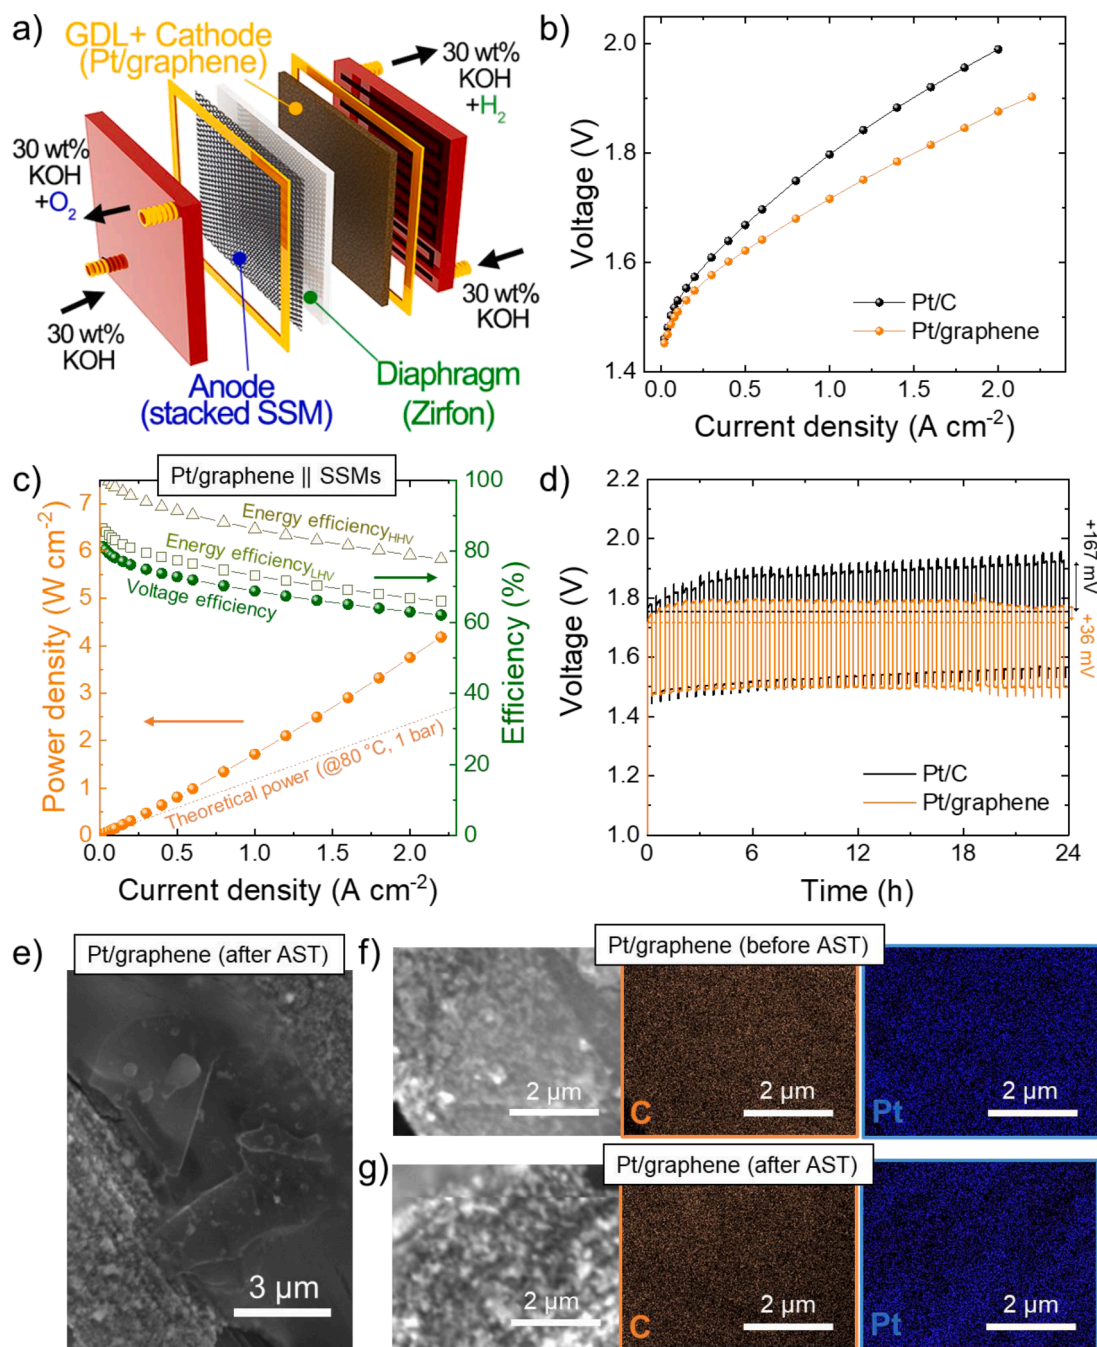 a)
GDL+ Cathode
(Pt/graphene)
30 wt%
KOH
+H₂
30 wt%
KOH
+O₂
30 wt%
KOH
30 wt%
KOH
Anode
(stacked SSM)
Diaphragm
(Zirfon)
b)
2.0
1.8
1.6
1.4
Voltage (V)
Pt/C
Pt/graphene
0.0 0.5 1.0 1.5 2.0
Current density (A cm⁻²)
c)
Pt/graphene || SSMs
7
6
5
4
3
2
1
0
Power density (W cm⁻²)
Energy efficiency_HHV
Energy efficiency_LHV
Voltage efficiency
Theoretical power (@80 °C, 1 bar)
100
80
60
40
20
0
Efficiency (%)
0.0 0.5 1.0 1.5 2.0
Current density (A cm⁻²)
d)
2.2
2.0
1.8
1.6
1.4
1.2
1.0
Voltage (V)
+167 mV
+36 mV
Pt/C
Pt/graphene
0 6 12 18 24
Time (h)
e)
Pt/graphene (after AST)
3 µm
f)
Pt/graphene (before AST)
2 µm
C
2 µm
Pt
2 µm
g)
Pt/graphene (after AST)
2 µm
C
2 µm
Pt
2 µm